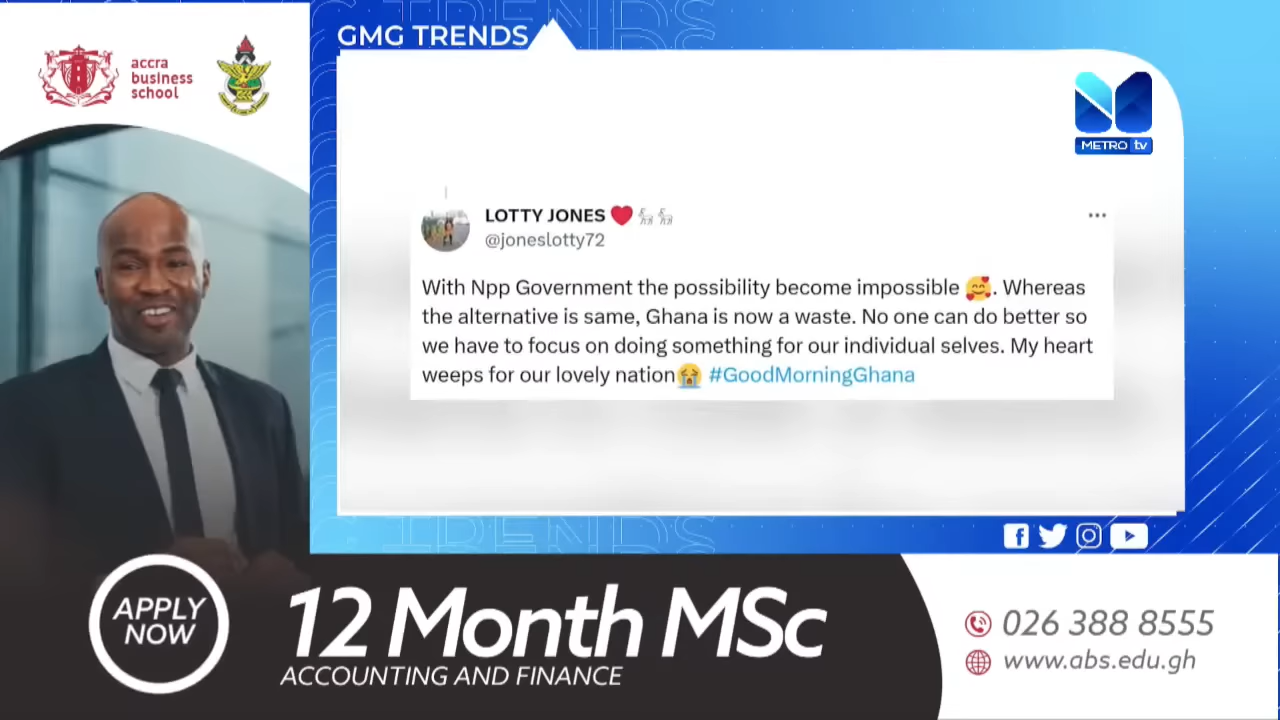 GMG TRENDS
accra
business
school
METRO tv
LOTTY JONES ❤️
@joneslotty72
With Npp Government the possibility become impossible 🥰. Whereas
the alternative is same, Ghana is now a waste. No one can do better so
we have to focus on doing something for our individual selves. My heart
weeps for our lovely nation😭 #GoodMorningGhana
APPLY
NOW
12 Month MSc
ACCOUNTING AND FINANCE
026 388 8555
www.abs.edu.gh